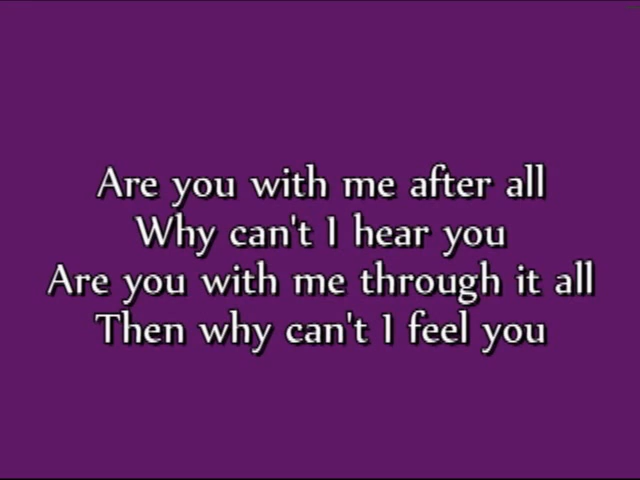 Are you with me after all
Why can't I hear you
Are you with me through it all
Then why can't I feel you